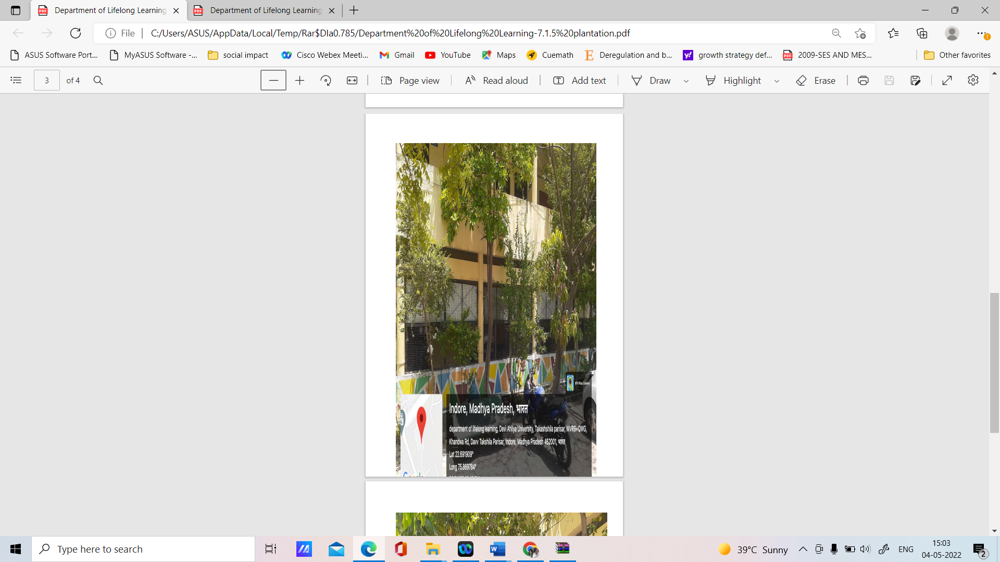 Department of Lifelong Learning
Department of Lifelong Learning
File
C:/Users/ASUS/AppData/Local/Temp/Rar$DIa0.785/Department%20of%20Lifelong%20Learning-7.1.5%20plantation.pdf
ASUS Software Port...
MyASUS Software -...
social impact
Cisco Webex Meeti...
Gmail
YouTube
Maps
Cuemath
Deregulation and b...
growth strategy def...
2009-SES AND MES...
Other favorites
3 of 4
Page view
Read aloud
Add text
Draw
Highlight
Erase
GPS Map Camera
Indore, Madhya Pradesh, भारत
department of lifelong learning, Devi Ahilya University, Takashshila parisar, MVR9+QWG,
Khandwa Rd, Davv Takshila Parisar, Indore, Madhya Pradesh 452001, भारत
Lat 22.691909°
Long 75.869784°
Type here to search
39°C Sunny
ENG
15:03
04-05-2022
2